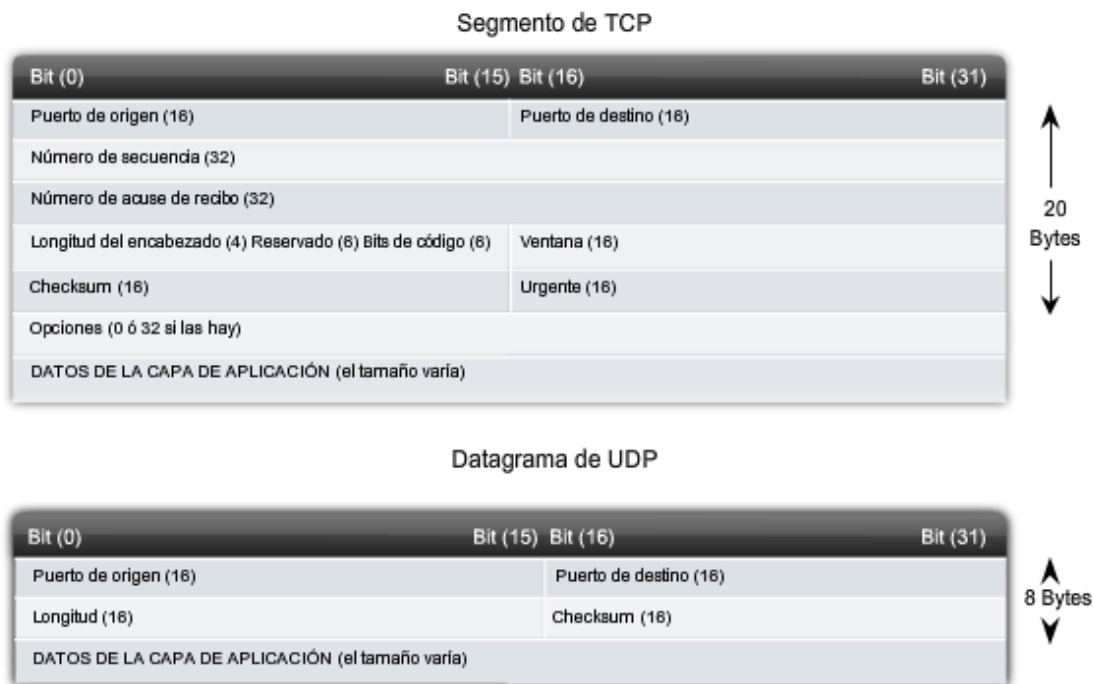 Segmento de TCP
Bit (0) Bit (15) Bit (16) Bit (31)
Puerto de origen (16) Puerto de destino (16)
Número de secuencia (32)
Número de acuse de recibo (32)
Longitud del encabezado (4) Reservado (6) Bits de código (6) Ventana (16)
Checksum (16) Urgente (16)
Opciones (0 ó 32 si las hay)
DATOS DE LA CAPA DE APLICACIÓN (el tamaño varía)
20
Bytes
Datagrama de UDP
Bit (0) Bit (15) Bit (16) Bit (31)
Puerto de origen (16) Puerto de destino (16)
Longitud (16) Checksum (16)
DATOS DE LA CAPA DE APLICACIÓN (el tamaño varía)
8 Bytes